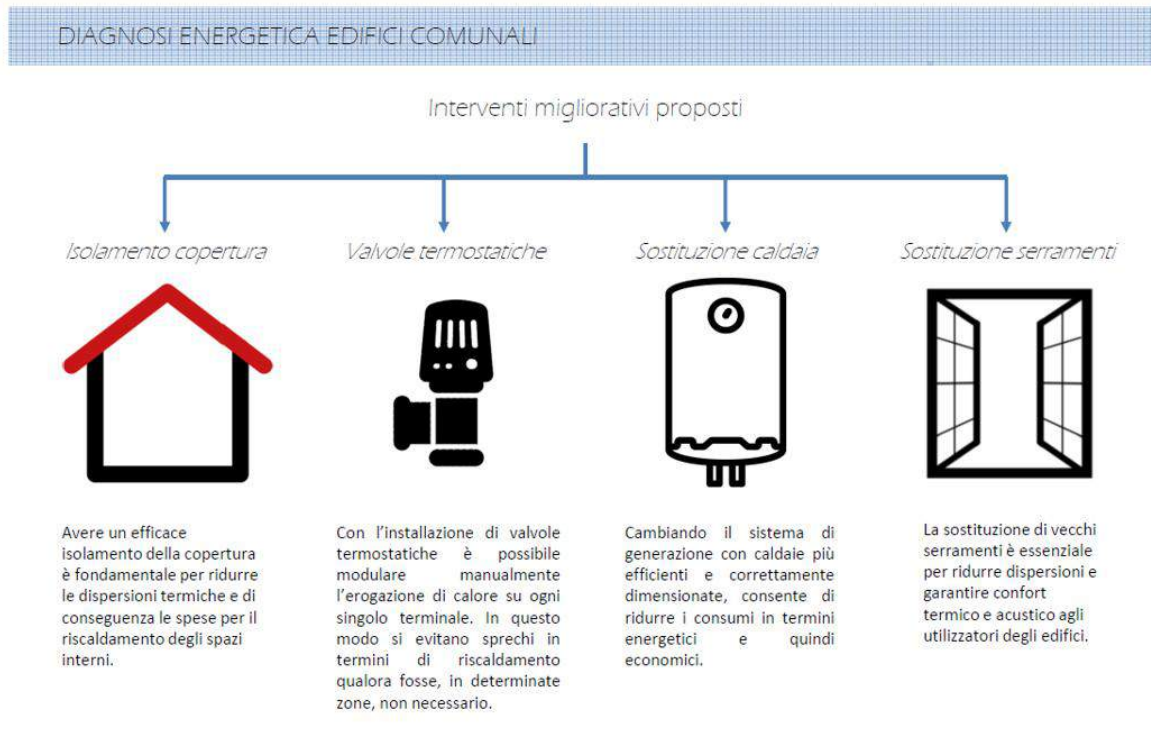 DIAGNOSI ENERGETICA EDIFICI COMUNALI
Interventi migliorativi proposti
Isolamento copertura
Valvole termostatiche
Sostituzione caldaia
Sostituzione serramenti
Avere un efficace
isolamento della copertura
è fondamentale per ridurre
le dispersioni termiche e di
conseguenza le spese per il
riscaldamento degli spazi
interni.
Con l'installazione di valvole
termostatiche è possibile
modulare manualmente
l'erogazione di calore su ogni
singolo terminale. In questo
modo si evitano sprechi in
termini di riscaldamento
qualora fosse, in determinate
zone, non necessario.
Cambiando il sistema di
generazione con caldaie più
efficienti e correttamente
dimensionate, consente di
ridurre i consumi in termini
energetici e quindi
economici.
La sostituzione di vecchi
serramenti è essenziale
per ridurre dispersioni e
garantire confort
termico e acustico agli
utilizzatori degli edifici.